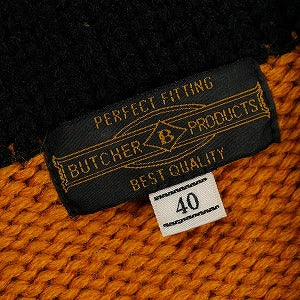 PERFECT FITTING
BUTCHER B PRODUCTS
BEST QUALITY
40